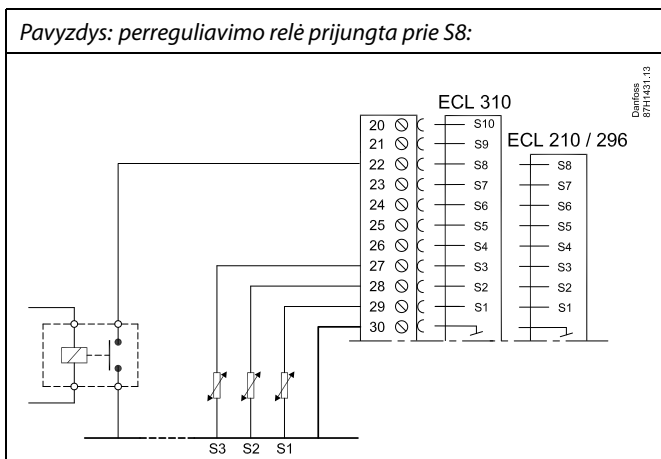 Pavyzdys: perreguliavimo relė prijungta prie S8:
Danfoss
87H1431.13
ECL 310
ECL 210 / 296
20 S10
21 S9
22 S8 S8
23 S7 S7
24 S6 S6
25 S5 S5
26 S4 S4
27 S3 S3
28 S2 S2
29 S1 S1
30
S3 S2 S1